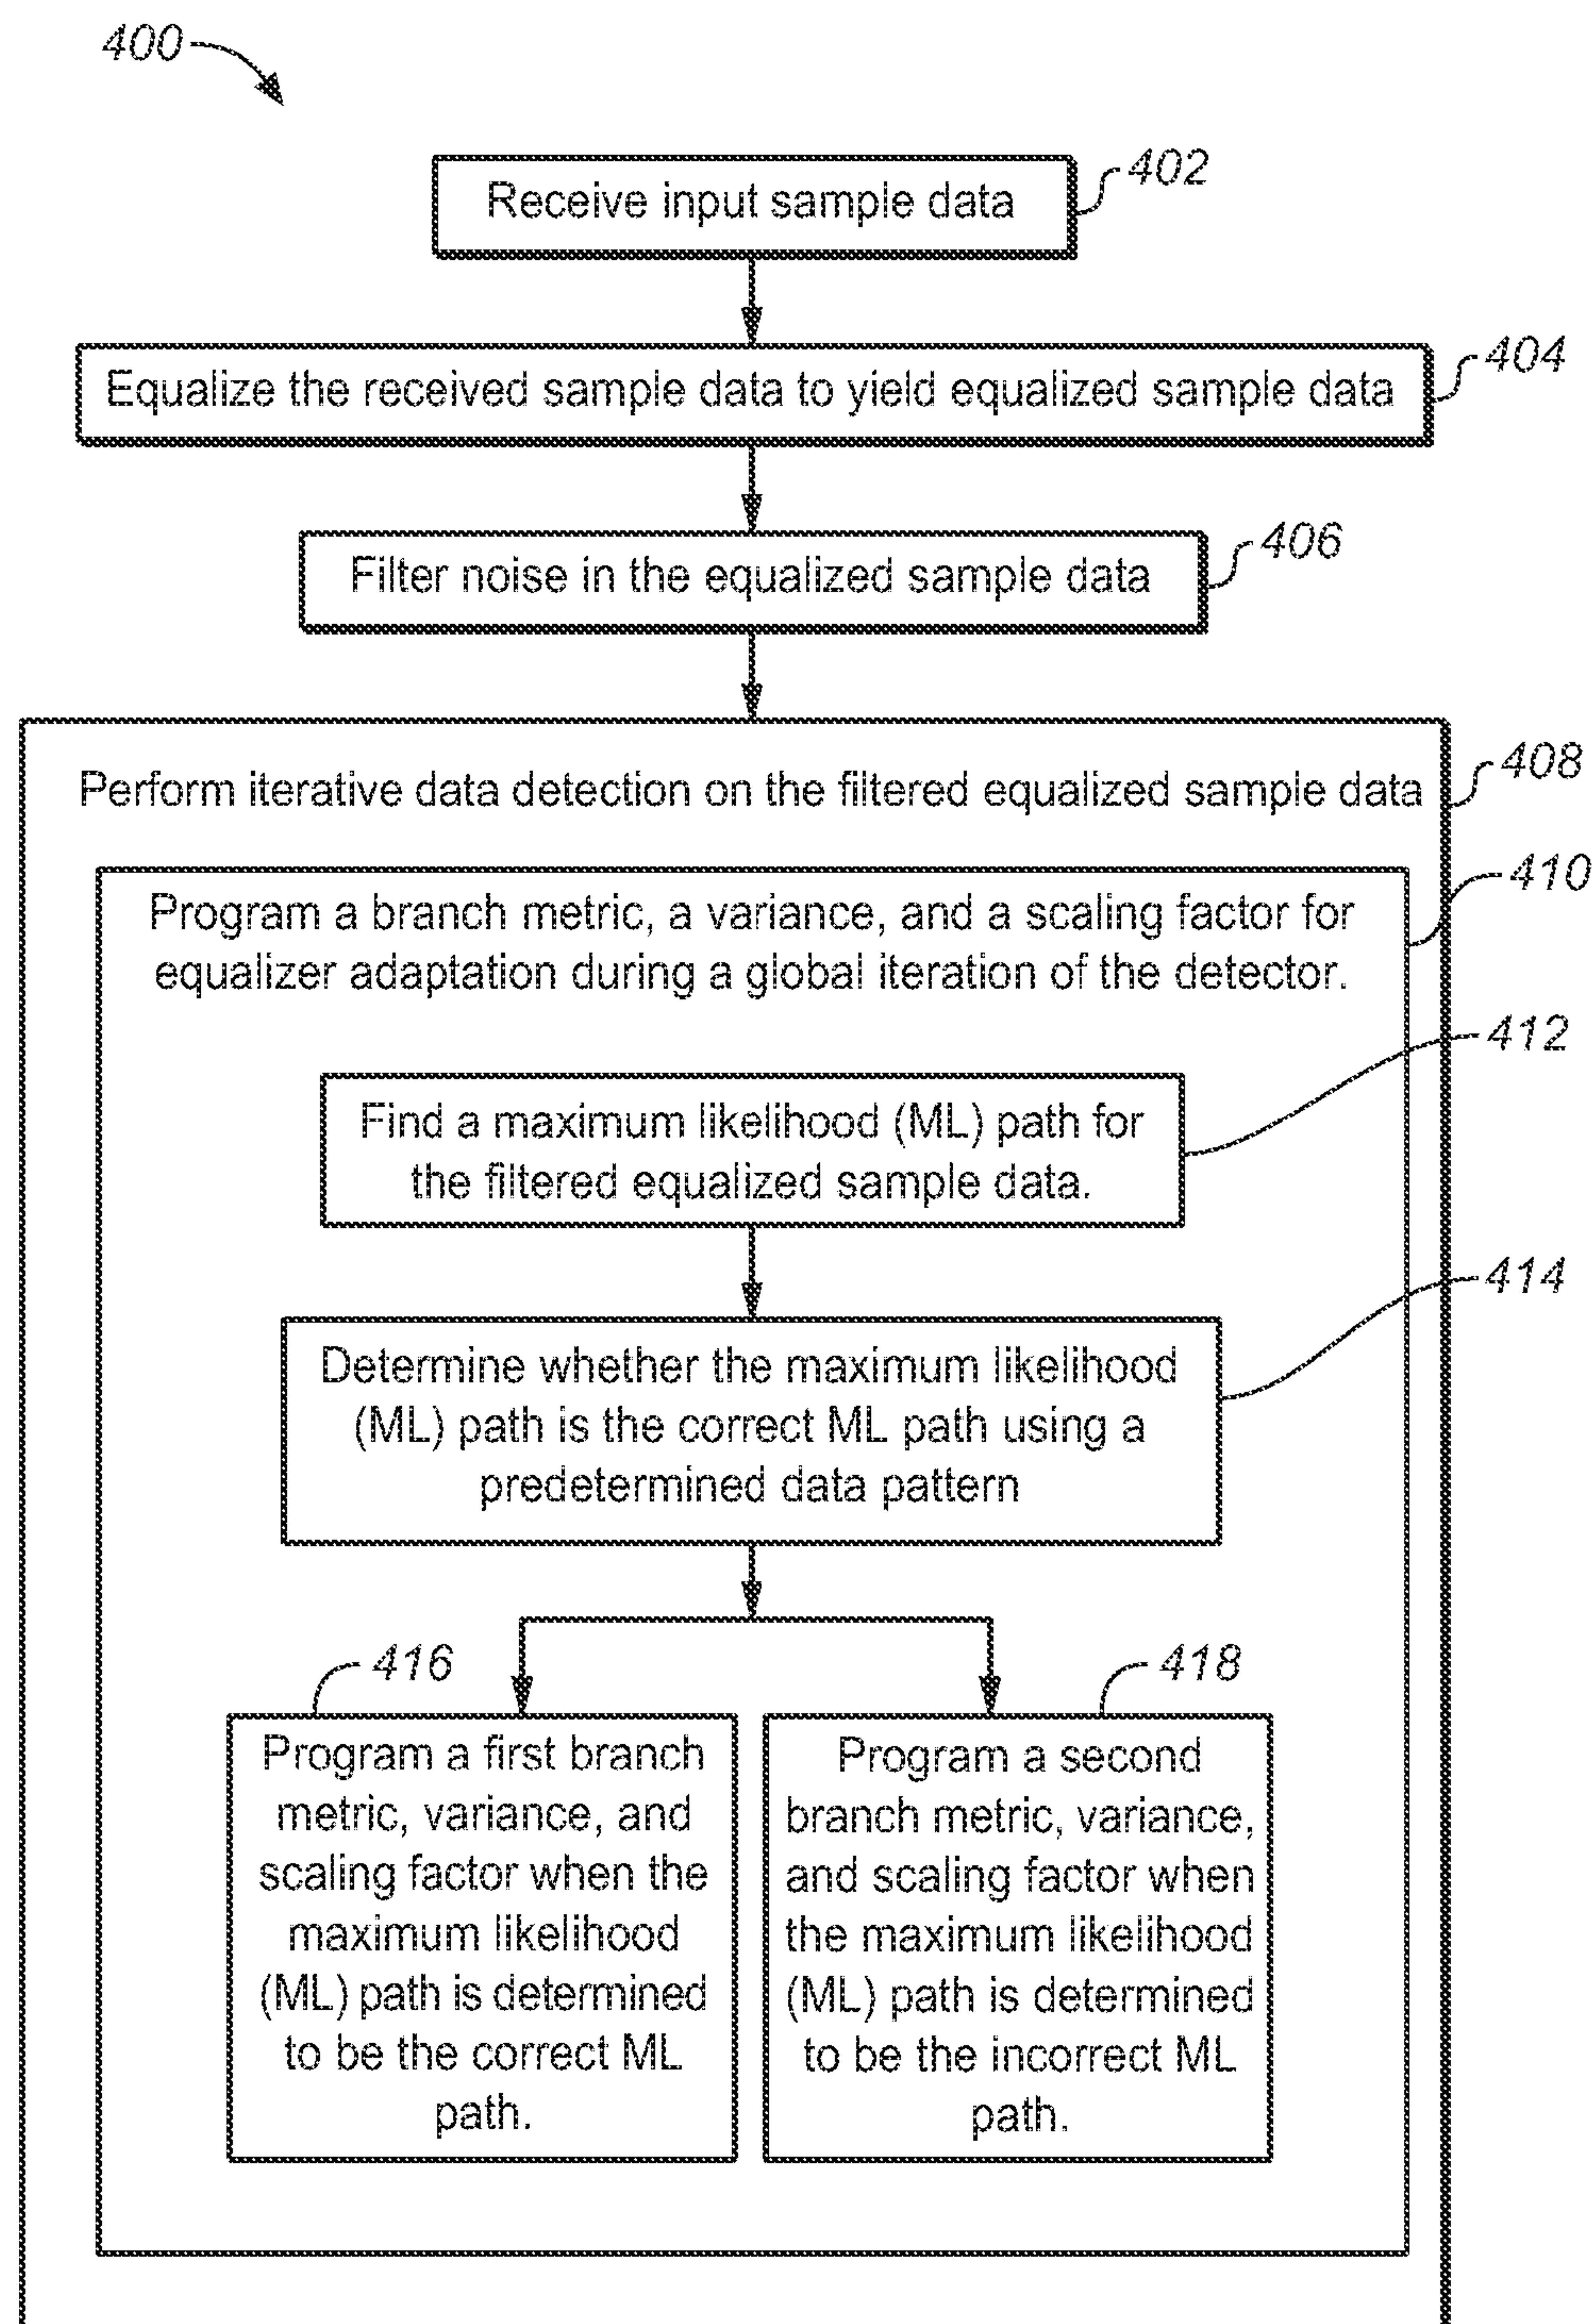 400
Receive input sample data
402
Equalize the received sample data to yield equalized sample data
404
Filter noise in the equalized sample data
406
Perform iterative data detection on the filtered equalized sample data
408
Program a branch metric, a variance, and a scaling factor for
equalizer adaptation during a global iteration of the detector.
410
Find a maximum likelihood (ML) path for
the filtered equalized sample data.
412
Determine whether the maximum likelihood
(ML) path is the correct ML path using a
predetermined data pattern
414
416
Program a first branch
metric, variance, and
scaling factor when the
maximum likelihood
(ML) path is determined
to be the correct ML
path.
418
Program a second
branch metric, variance,
and scaling factor when
the maximum likelihood
(ML) path is determined
to be the incorrect ML
path.